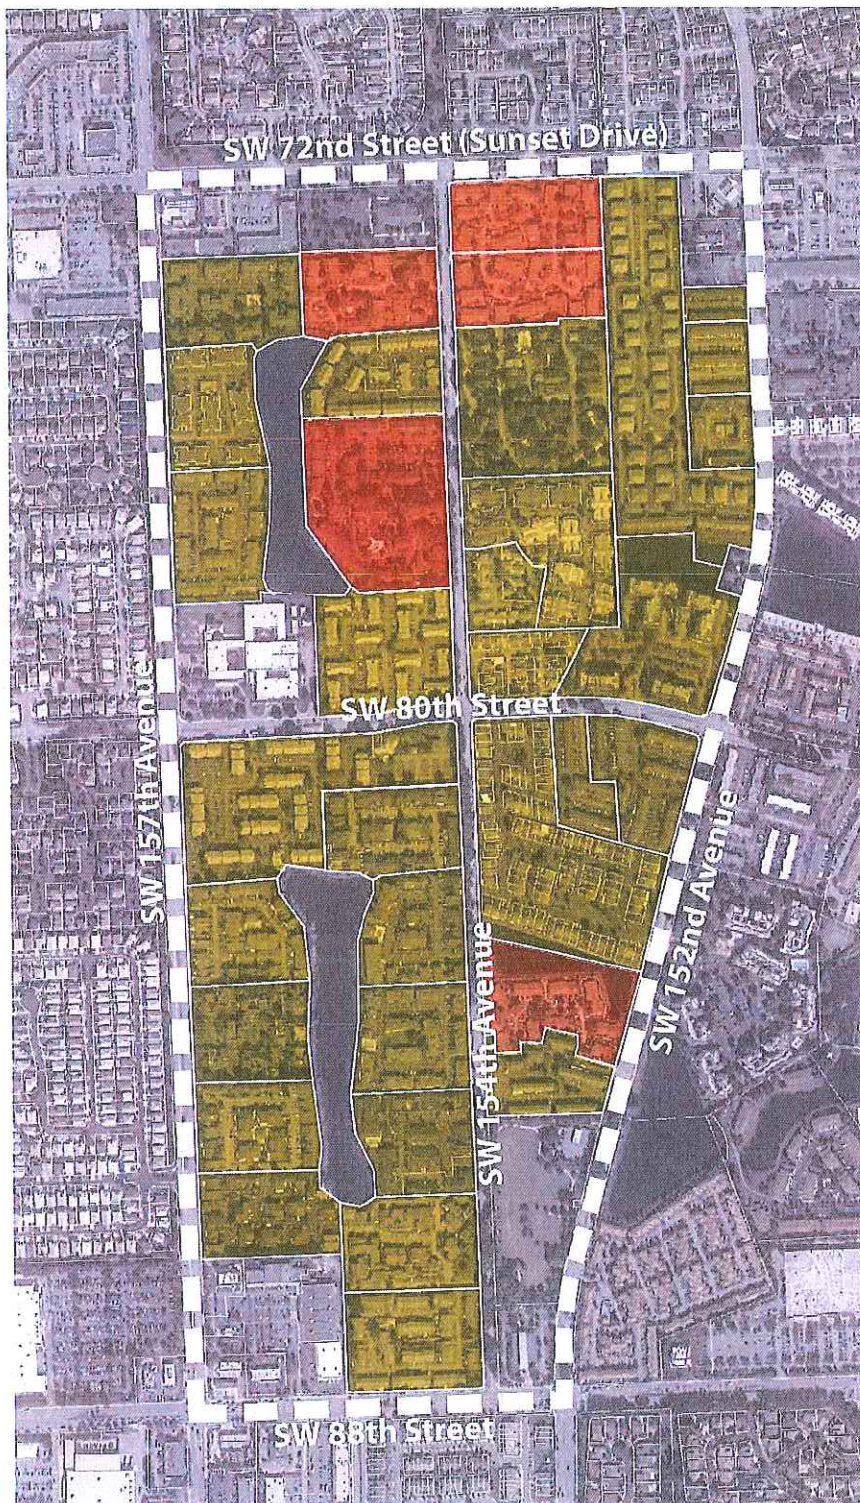 SW 72nd Street (Sunset Drive)
SW 80th Street
SW 157th Avenue
SW 152nd Avenue
SW 154th Avenue
SW 88th Street